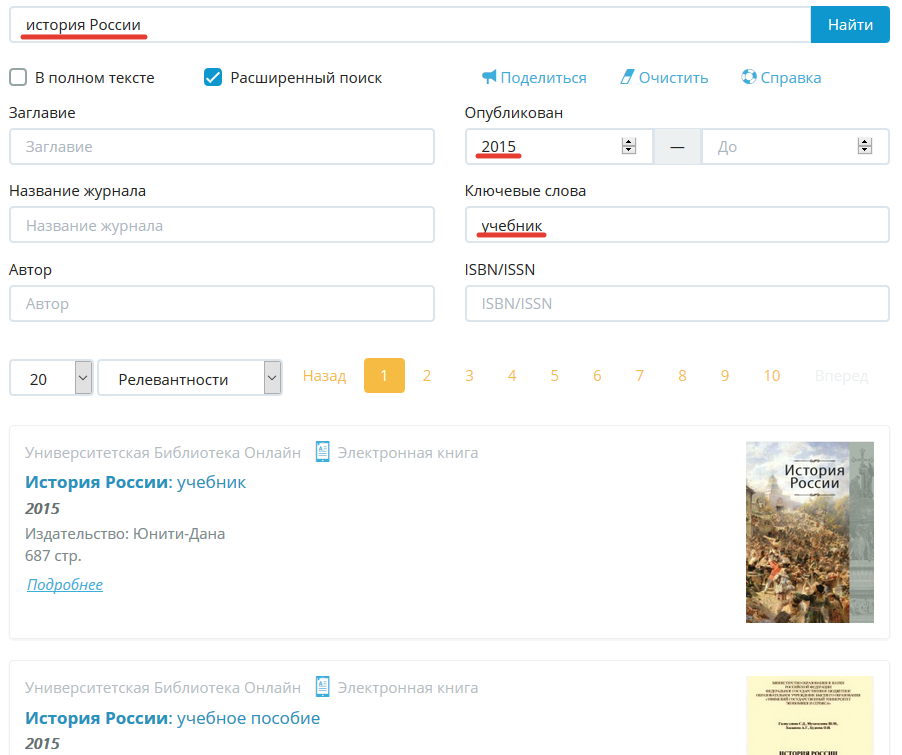 история России Найти
В полном тексте Расширенный поиск Поделиться Очистить Справка
Заглавие Опубликован
Заглавие 2015 — До
Название журнала Ключевые слова
Название журнала учебник
Автор ISBN/ISSN
Автор ISBN/ISSN
20 Релевантности Назад 1 2 3 4 5 6 7 8 9 10 Вперед
Университетская Библиотека Онлайн Электронная книга
История России: учебник
2015
Издательство: Юнити-Дана
687 стр.
Подробнее
История
России
Университетская Библиотека Онлайн Электронная книга
История России: учебное пособие
2015
ИСТОРИЯ РОССИИ